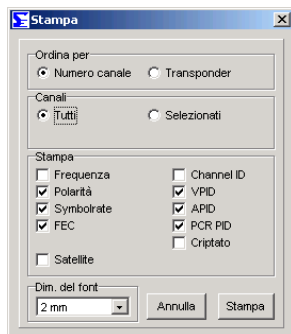 Stampa
Ordina per
Numero canale Transponder
Canali
Tutti Selezionati
Stampa
Frequenza Channel ID
Polarità VPID
Symbolrate APID
FEC PCR PID
Criptato
Satellite
Dim. del font
2 mm Annulla Stampa